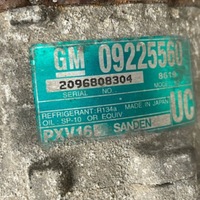 GM 09225560
2096808304 8618
SERIAL NO. MODEL
REFRIGERANT:R134a MADE IN JAPAN
OIL SP-10 OR EQUIV UC
PXV16 SANDEN